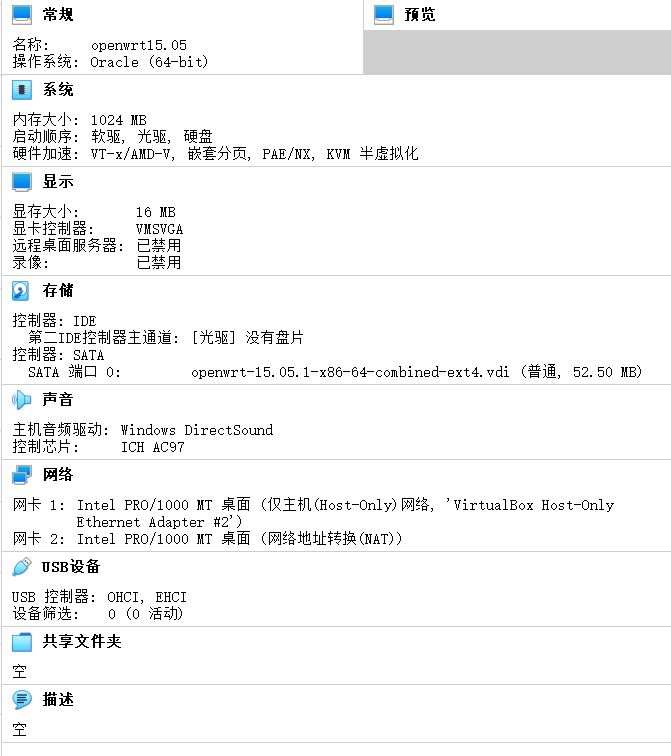 常规
预览
名称: openwrt15.05
操作系统: Oracle (64-bit)
系统
内存大小: 1024 MB
启动顺序: 软驱, 光驱, 硬盘
硬件加速: VT-x/AMD-V, 嵌套分页, PAE/NX, KVM 半虚拟化
显示
显存大小: 16 MB
显卡控制器: VMSVGA
远程桌面服务器: 已禁用
录像: 已禁用
存储
控制器: IDE
第二IDE控制器主通道: [光驱] 没有盘片
控制器: SATA
SATA 端口 0: openwrt-15.05.1-x86-64-combined-ext4.vdi (普通, 52.50 MB)
声音
主机音频驱动: Windows DirectSound
控制芯片: ICH AC97
网络
网卡 1: Intel PRO/1000 MT 桌面 (仅主机(Host-Only)网络, 'VirtualBox Host-Only
Ethernet Adapter #2')
网卡 2: Intel PRO/1000 MT 桌面 (网络地址转换(NAT))
USB设备
USB 控制器: OHCI, EHCI
设备筛选: 0 (0 活动)
共享文件夹
空
描述
空